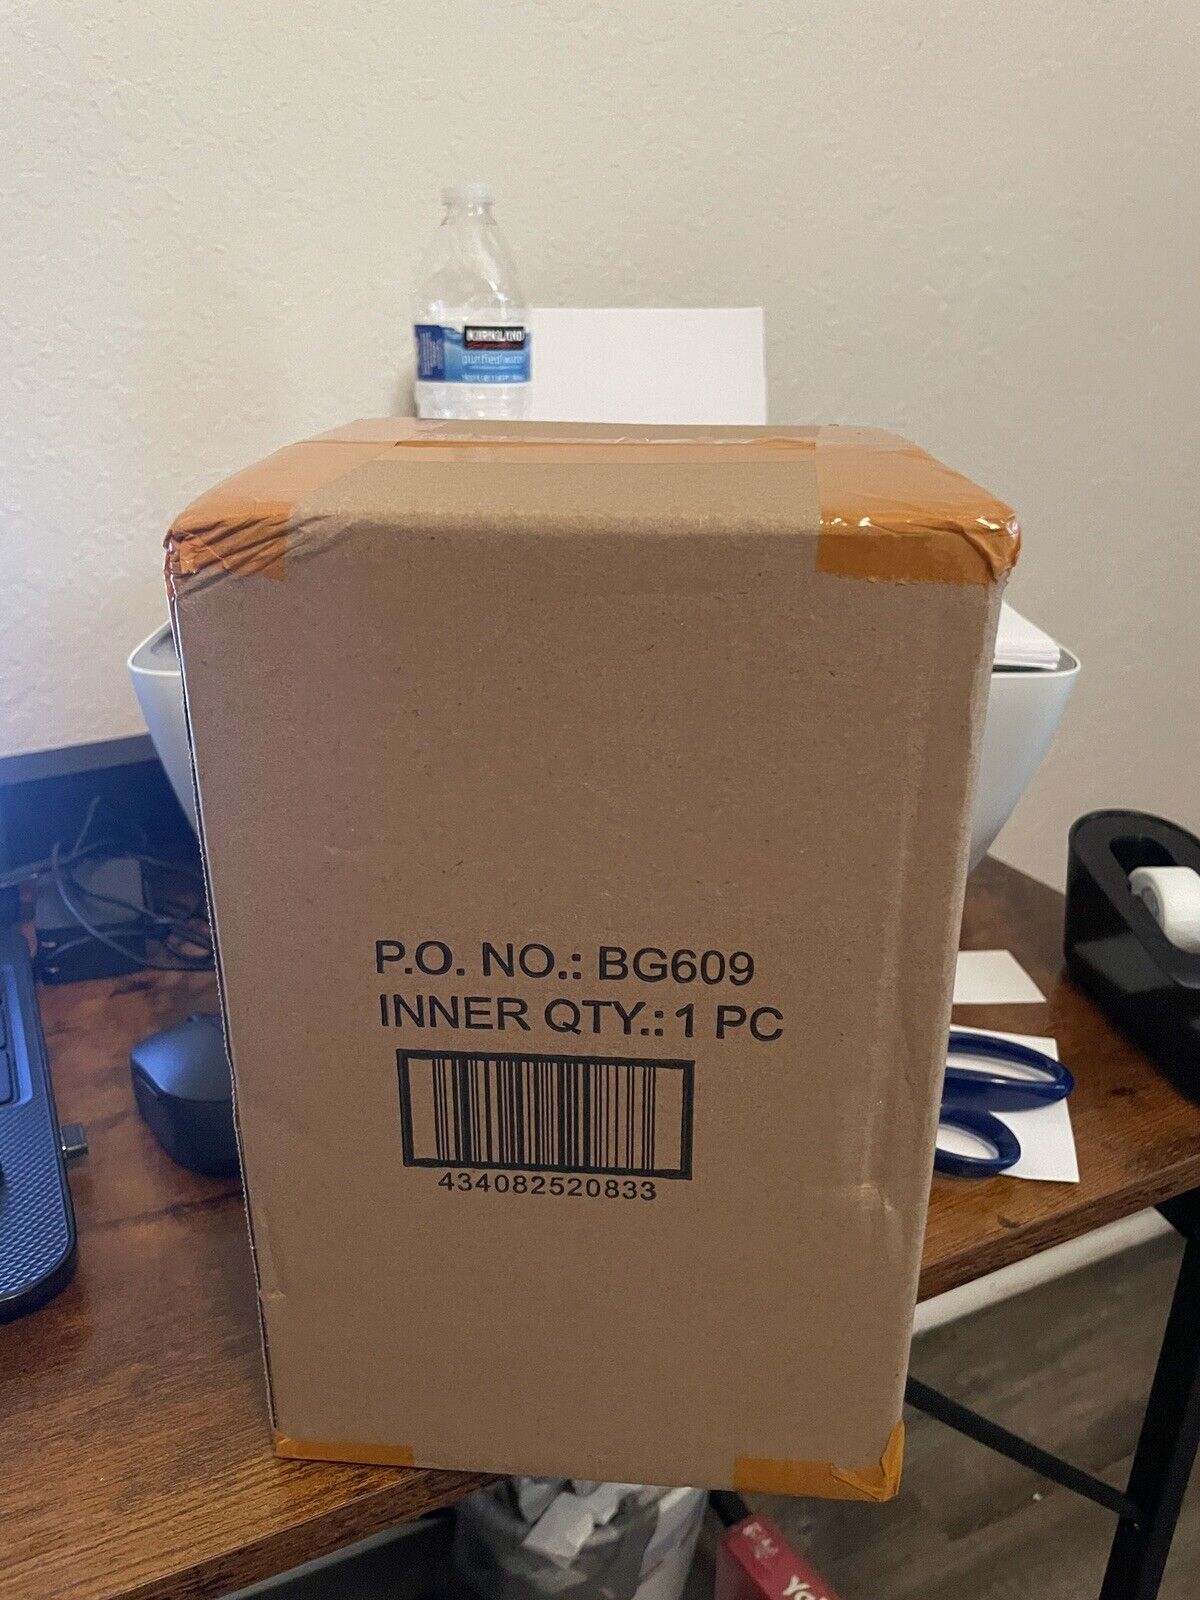 KIRKLAND
purified water
P.O. NO.: BG609
INNER QTY.: 1 PC
434082520833